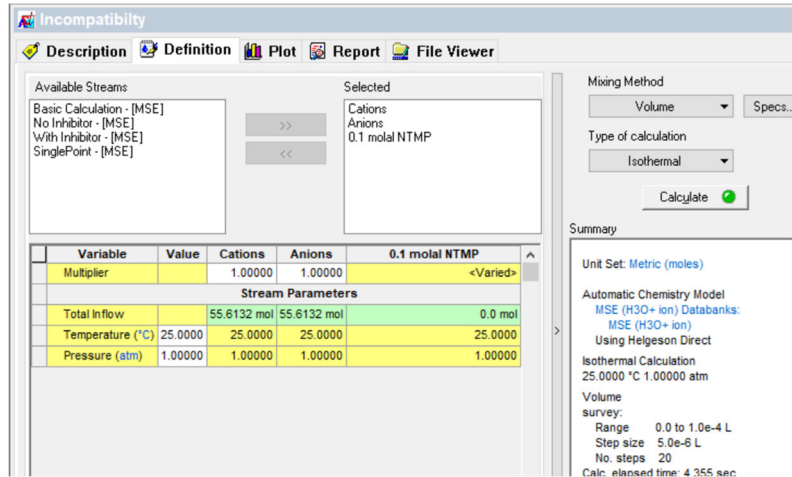 Incompatibilty
Description Definition Plot Report File Viewer
Available Streams
Basic Calculation - [MSE]
No Inhibitor - [MSE]
With Inhibitor - [MSE]
SinglePoint - [MSE]
>>
<<
Selected
Cations
Anions
0.1 molal NTMP
Mixing Method
Volume Specs..
Type of calculation
Isothermal
Calculate
Variable Value Cations Anions 0.1 molal NTMP
Multiplier 1.00000 1.00000 <Varied>
Stream Parameters
Total Inflow 55.6132 mol 55.6132 mol 0.0 mol
Temperature (°C) 25.0000 25.0000 25.0000 25.0000
Pressure (atm) 1.00000 1.00000 1.00000 1.00000
>
Summary
Unit Set: Metric (moles)
Automatic Chemistry Model
MSE (H3O+ ion) Databanks:
MSE (H3O+ ion)
Using Helgeson Direct
Isothermal Calculation
25.0000 °C 1.00000 atm
Volume
survey:
Range 0.0 to 1.0e-4 L
Step size 5.0e-6 L
No. steps 20
Calc. elapsed time: 4.355 sec